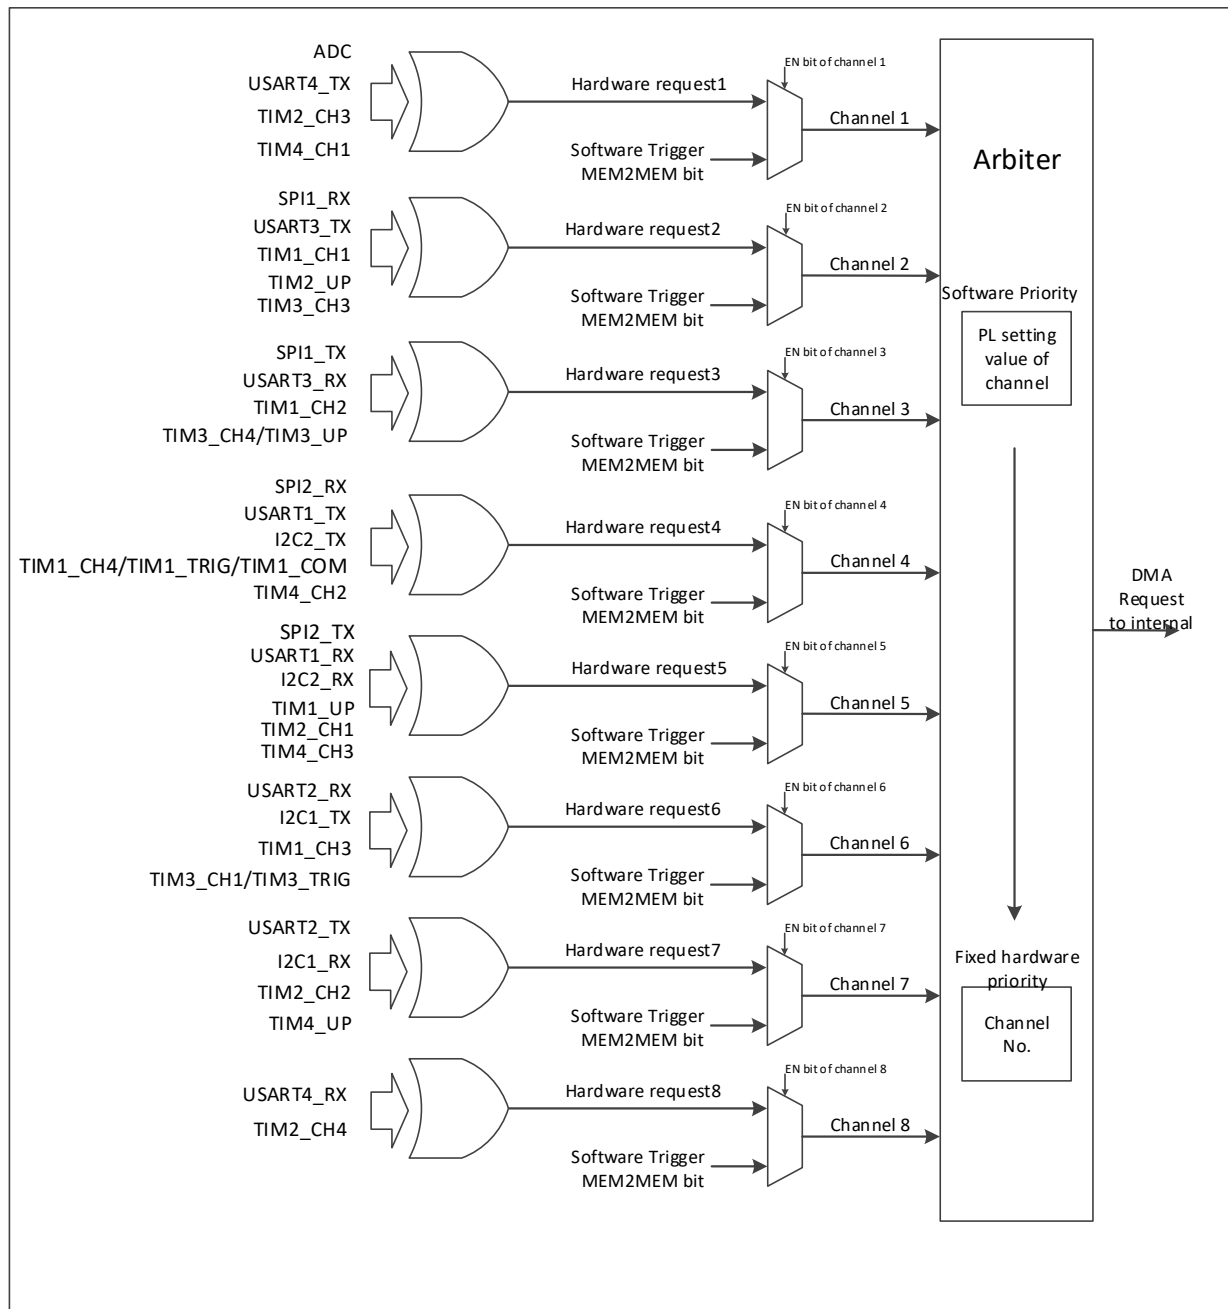 ADC
USART4_TX
TIM2_CH3
TIM4_CH1
Hardware request1
Software Trigger
MEM2MEM bit
EN bit of channel 1
Channel 1
SPI1_RX
USART3_TX
TIM1_CH1
TIM2_UP
TIM3_CH3
Hardware request2
Software Trigger
MEM2MEM bit
EN bit of channel 2
Channel 2
SPI1_TX
USART3_RX
TIM1_CH2
TIM3_CH4/TIM3_UP
Hardware request3
Software Trigger
MEM2MEM bit
EN bit of channel 3
Channel 3
SPI2_RX
USART1_TX
I2C2_TX
TIM1_CH4/TIM1_TRIG/TIM1_COM
TIM4_CH2
Hardware request4
Software Trigger
MEM2MEM bit
EN bit of channel 4
Channel 4
SPI2_TX
USART1_RX
I2C2_RX
TIM1_UP
TIM2_CH1
TIM4_CH3
Hardware request5
Software Trigger
MEM2MEM bit
EN bit of channel 5
Channel 5
USART2_RX
I2C1_TX
TIM1_CH3
TIM3_CH1/TIM3_TRIG
Hardware request6
Software Trigger
MEM2MEM bit
EN bit of channel 6
Channel 6
USART2_TX
I2C1_RX
TIM2_CH2
TIM4_UP
Hardware request7
Software Trigger
MEM2MEM bit
EN bit of channel 7
Channel 7
USART4_RX
TIM2_CH4
Hardware request8
Software Trigger
MEM2MEM bit
EN bit of channel 8
Channel 8
Arbiter
Software Priority
PL setting
value of
channel
Fixed hardware
priority
Channel
No.
DMA
Request
to internal